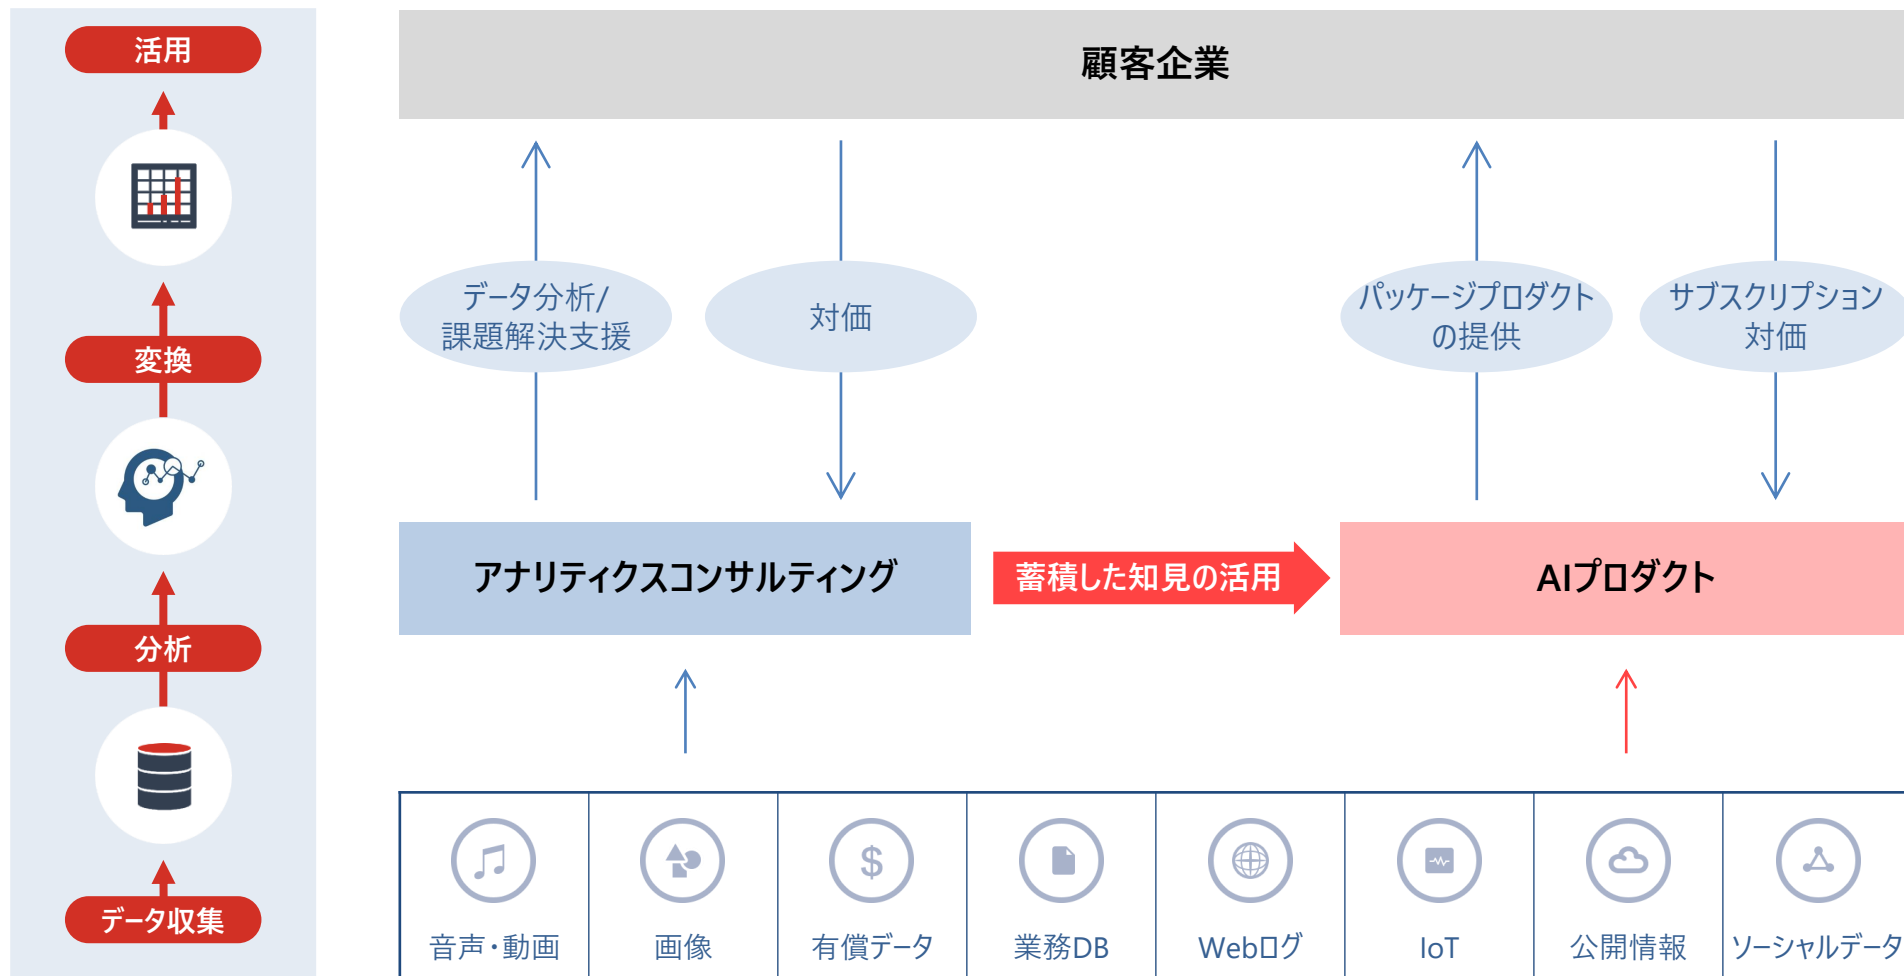 活用
変換
分析
データ収集
顧客企業
データ分析/
課題解決支援
対価
パッケージプロダクト
の提供
サブスクリプション
対価
アナリティクスコンサルティング
蓄積した知見の活用
AIプロダクト
音声・動画
画像
有償データ
業務DB
Webログ
IoT
公開情報
ソーシャルデータ